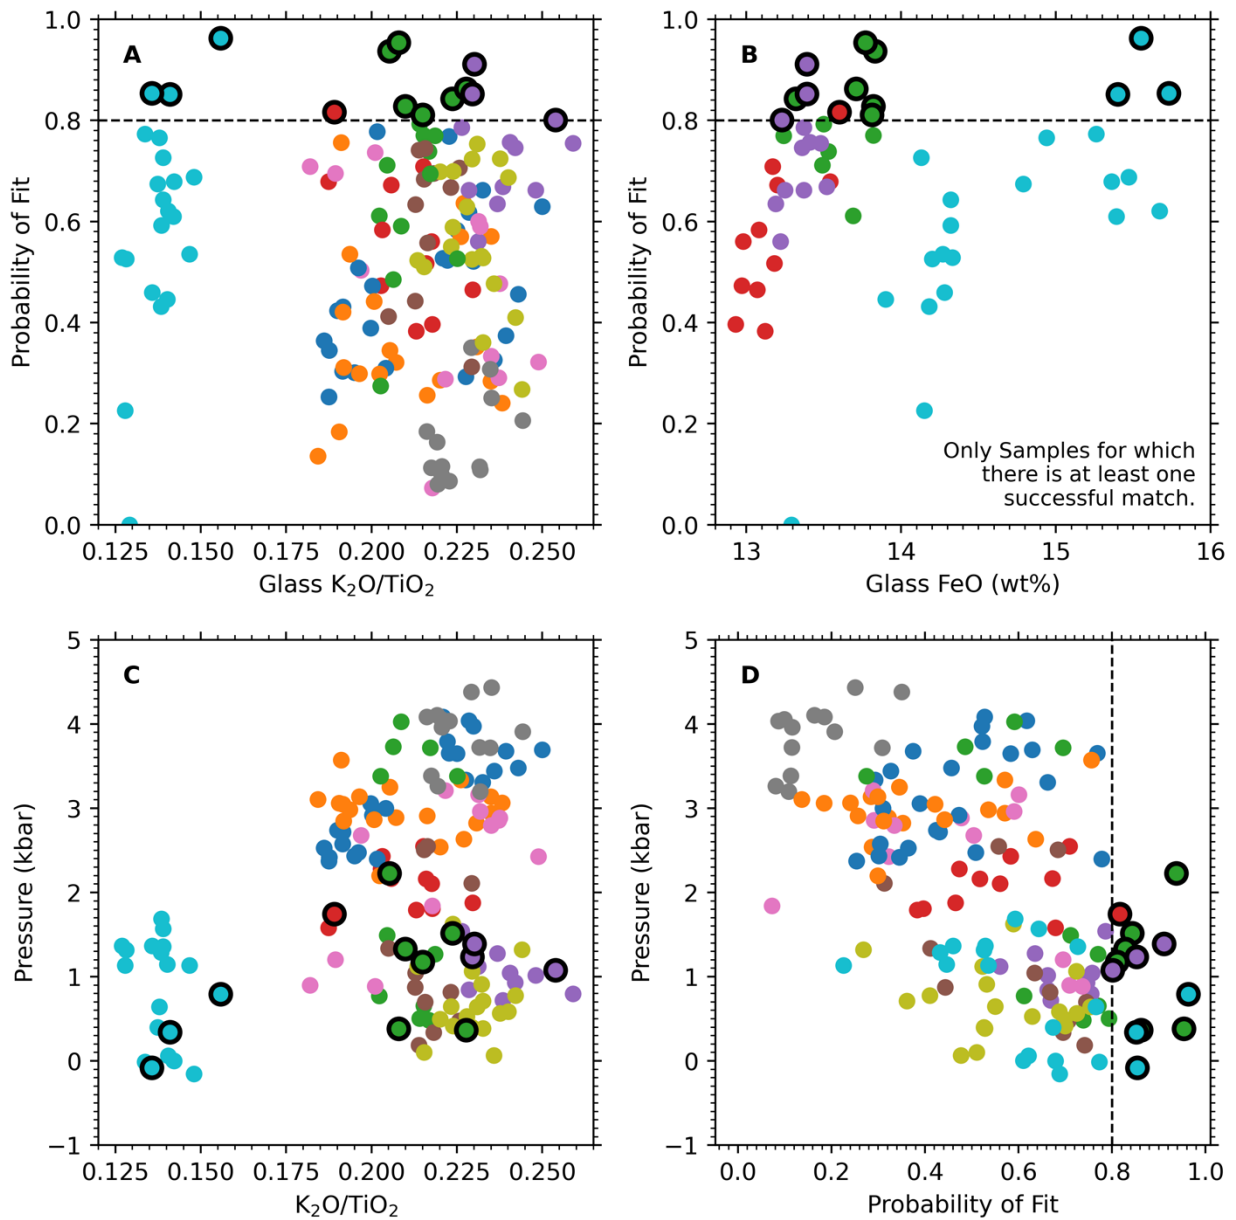 A
1.0
0.8
0.6
0.4
0.2
0.0
Probability of Fit
0.125 0.150 0.175 0.200 0.225 0.250
Glass K₂O/TiO₂
B
1.0
0.8
0.6
0.4
0.2
0.0
Probability of Fit
Only Samples for which
there is at least one
successful match.
13 14 15 16
Glass FeO (wt%)
C
5
4
3
2
1
0
−1
Pressure (kbar)
0.125 0.150 0.175 0.200 0.225 0.250
K₂O/TiO₂
D
5
4
3
2
1
0
−1
Pressure (kbar)
0.0 0.2 0.4 0.6 0.8 1.0
Probability of Fit